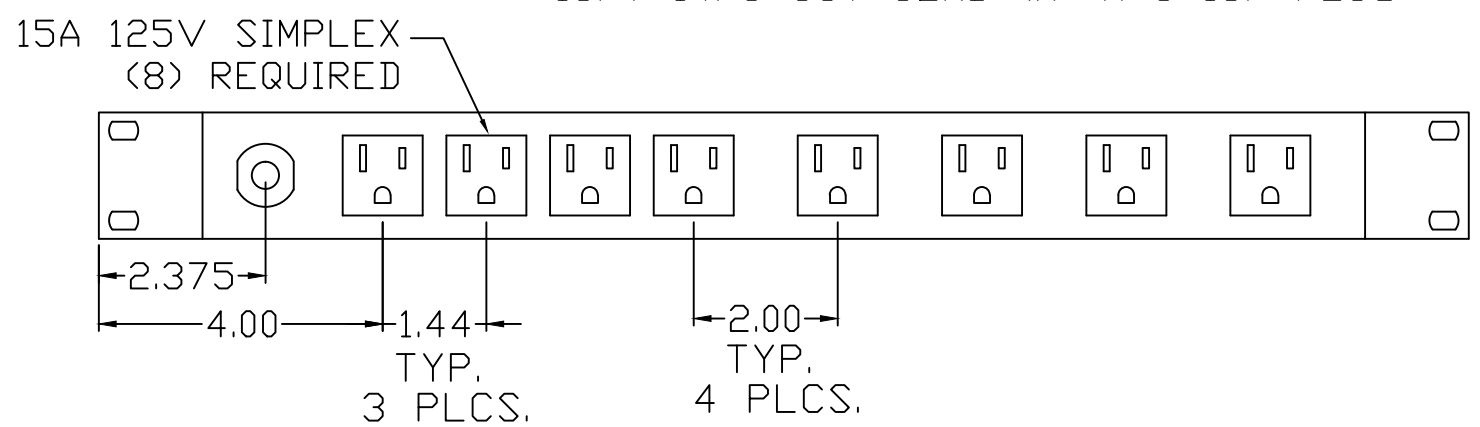 15A 125V SIMPLEX
(8) REQUIRED
2.375
4.00
1.44
TYP.
3 PLCS.
2.00
TYP.
4 PLCS.